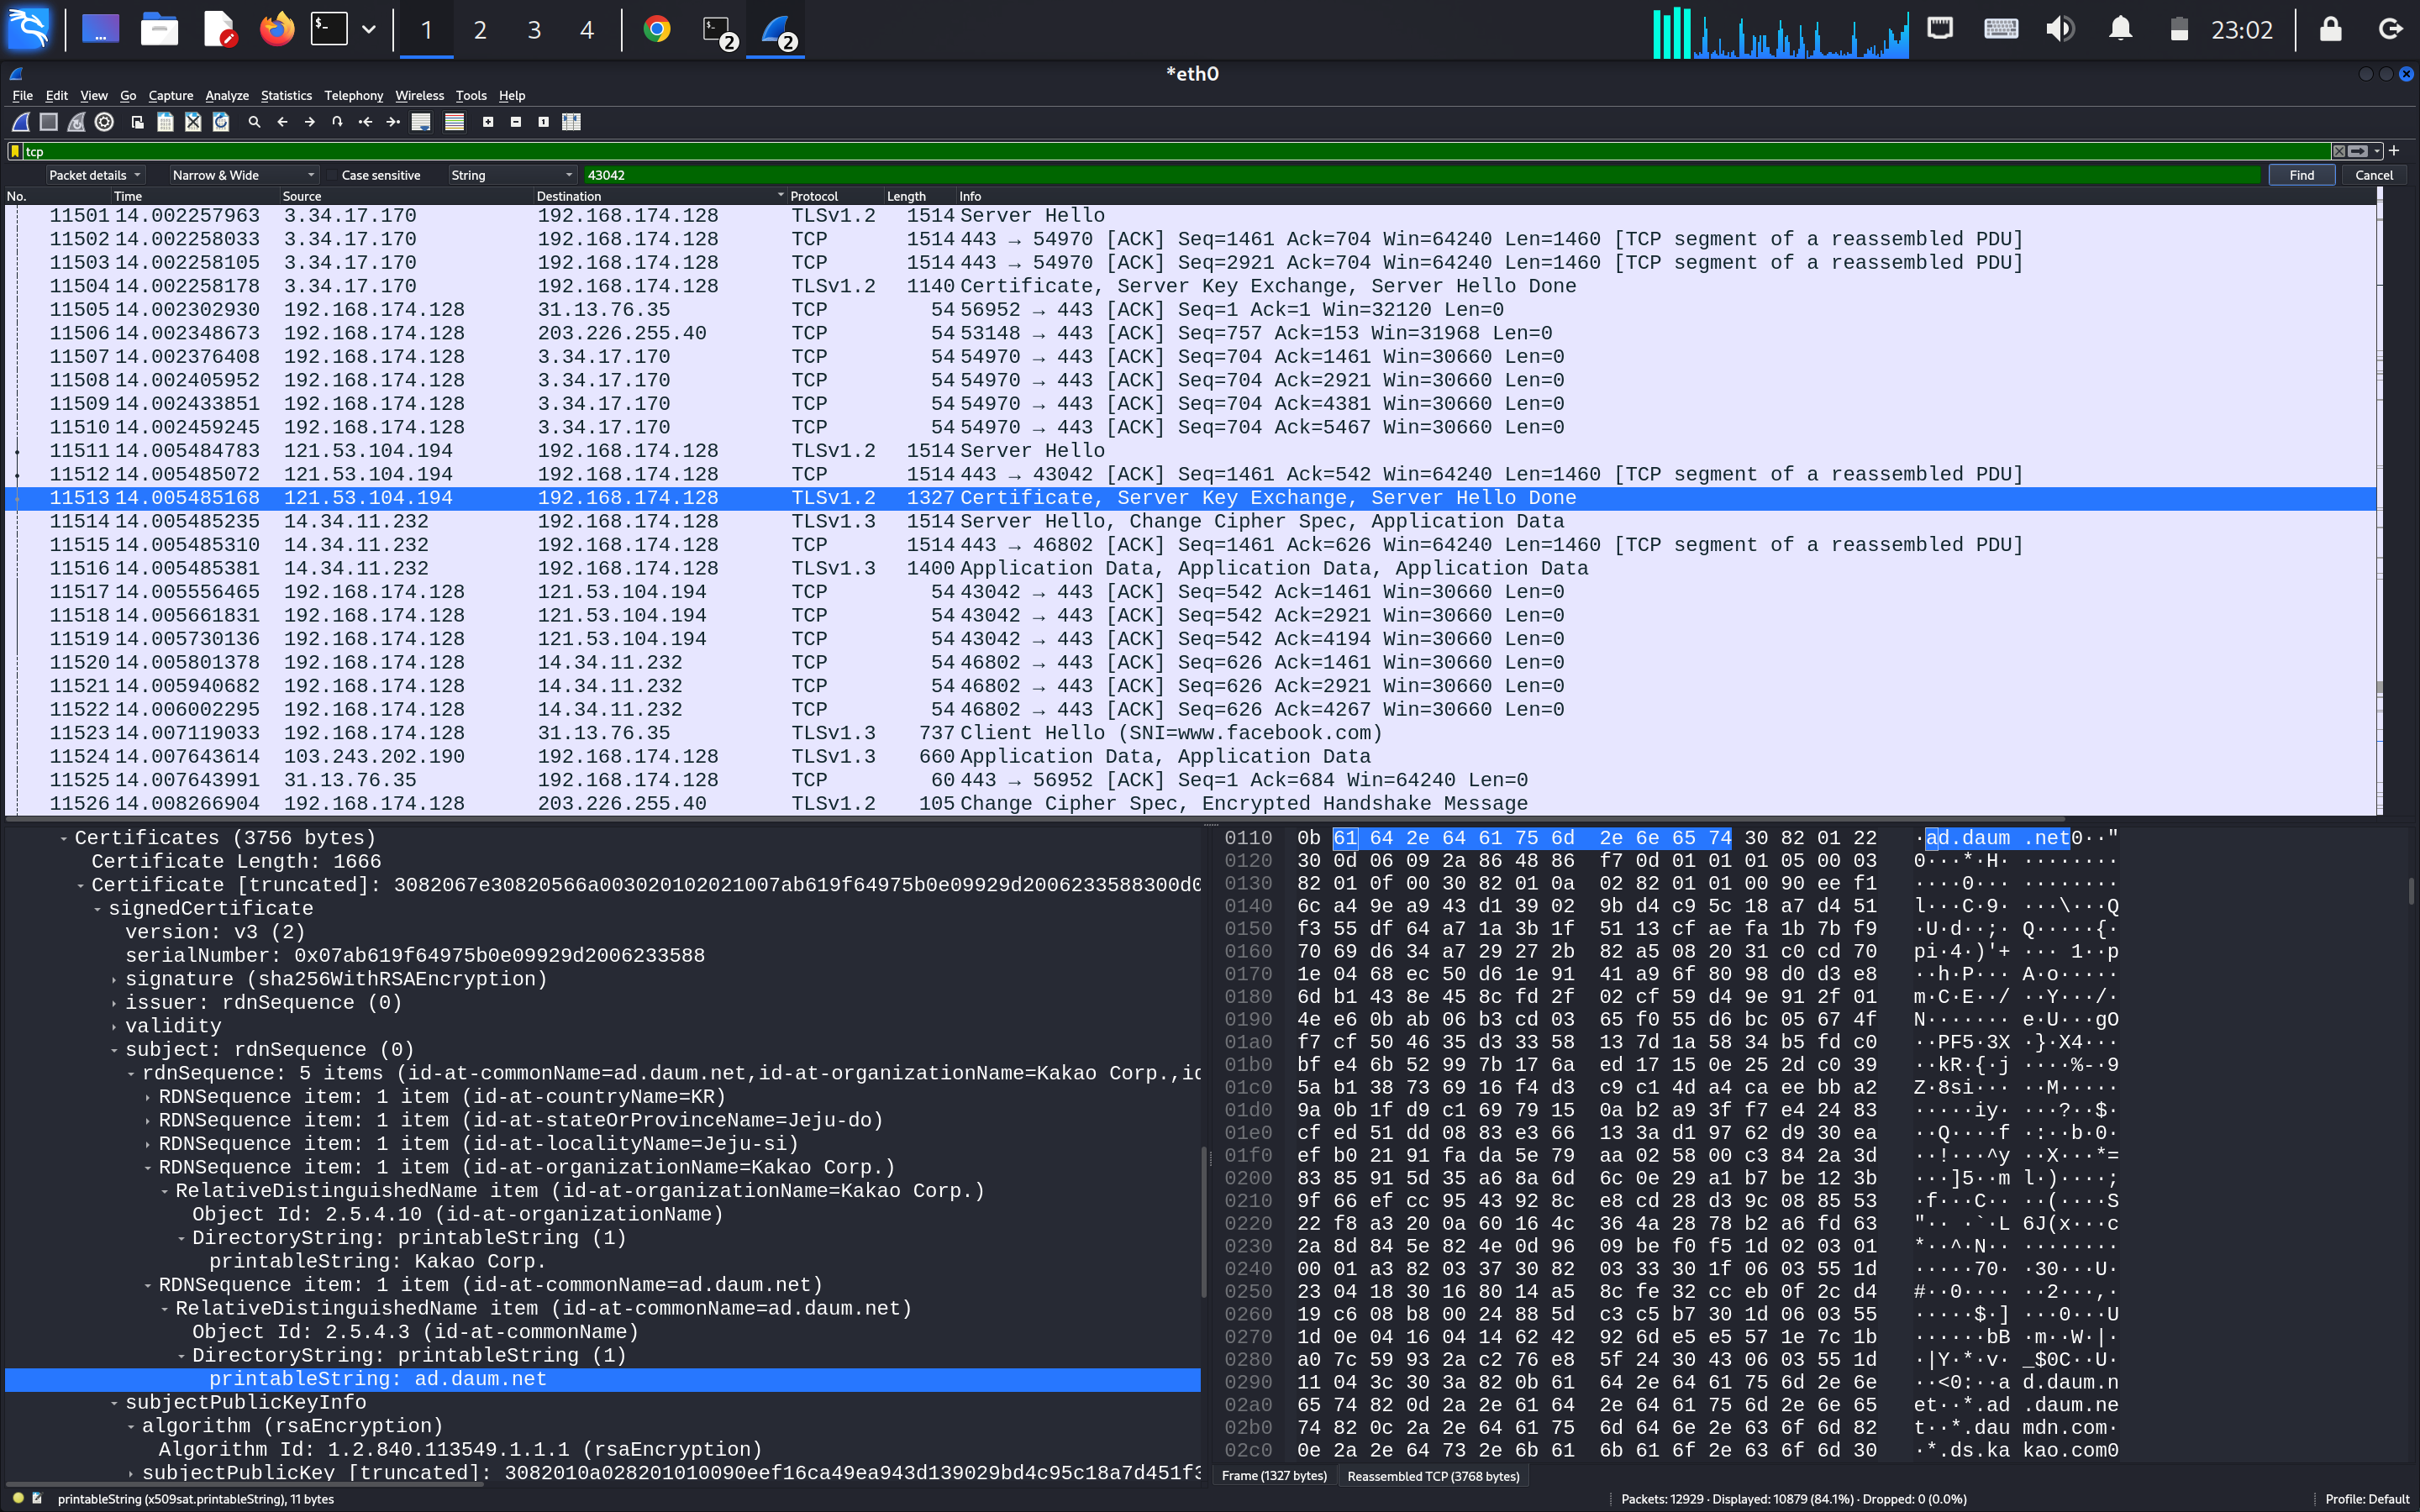 1 2 3 4 2 2 23:02
*eth0
File Edit View Go Capture Analyze Statistics Telephony Wireless Tools Help
tcp
Packet details Narrow & Wide Case sensitive String 43042 Find Cancel
No. Time Source Destination Protocol Length Info
11501 14.002257963 3.34.17.170 192.168.174.128 TLSv1.2 1514 Server Hello
11502 14.002258033 3.34.17.170 192.168.174.128 TCP 1514 443 → 54970 [ACK] Seq=1461 Ack=704 Win=64240 Len=1460 [TCP segment of a reassembled PDU]
11503 14.002258105 3.34.17.170 192.168.174.128 TCP 1514 443 → 54970 [ACK] Seq=2921 Ack=704 Win=64240 Len=1460 [TCP segment of a reassembled PDU]
11504 14.002258178 3.34.17.170 192.168.174.128 TLSv1.2 1140 Certificate, Server Key Exchange, Server Hello Done
11505 14.002302930 192.168.174.128 31.13.76.35 TCP 54 56952 → 443 [ACK] Seq=1 Ack=1 Win=32120 Len=0
11506 14.002348673 192.168.174.128 203.226.255.40 TCP 54 53148 → 443 [ACK] Seq=757 Ack=153 Win=31968 Len=0
11507 14.002376408 192.168.174.128 3.34.17.170 TCP 54 54970 → 443 [ACK] Seq=704 Ack=1461 Win=30660 Len=0
11508 14.002405952 192.168.174.128 3.34.17.170 TCP 54 54970 → 443 [ACK] Seq=704 Ack=2921 Win=30660 Len=0
11509 14.002433851 192.168.174.128 3.34.17.170 TCP 54 54970 → 443 [ACK] Seq=704 Ack=4381 Win=30660 Len=0
11510 14.002459245 192.168.174.128 3.34.17.170 TCP 54 54970 → 443 [ACK] Seq=704 Ack=5467 Win=30660 Len=0
11511 14.005484783 121.53.104.194 192.168.174.128 TLSv1.2 1514 Server Hello
11512 14.005485072 121.53.104.194 192.168.174.128 TCP 1514 443 → 43042 [ACK] Seq=1461 Ack=542 Win=64240 Len=1460 [TCP segment of a reassembled PDU]
11513 14.005485168 121.53.104.194 192.168.174.128 TLSv1.2 1327 Certificate, Server Key Exchange, Server Hello Done
11514 14.005485235 14.34.11.232 192.168.174.128 TLSv1.3 1514 Server Hello, Change Cipher Spec, Application Data
11515 14.005485310 14.34.11.232 192.168.174.128 TCP 1514 443 → 46802 [ACK] Seq=1461 Ack=626 Win=64240 Len=1460 [TCP segment of a reassembled PDU]
11516 14.005485381 14.34.11.232 192.168.174.128 TLSv1.3 1400 Application Data, Application Data, Application Data
11517 14.005556465 192.168.174.128 121.53.104.194 TCP 54 43042 → 443 [ACK] Seq=542 Ack=1461 Win=30660 Len=0
11518 14.005661831 192.168.174.128 121.53.104.194 TCP 54 43042 → 443 [ACK] Seq=542 Ack=2921 Win=30660 Len=0
11519 14.005730136 192.168.174.128 121.53.104.194 TCP 54 43042 → 443 [ACK] Seq=542 Ack=4194 Win=30660 Len=0
11520 14.005801378 192.168.174.128 14.34.11.232 TCP 54 46802 → 443 [ACK] Seq=626 Ack=1461 Win=30660 Len=0
11521 14.005940682 192.168.174.128 14.34.11.232 TCP 54 46802 → 443 [ACK] Seq=626 Ack=2921 Win=30660 Len=0
11522 14.006002295 192.168.174.128 14.34.11.232 TCP 54 46802 → 443 [ACK] Seq=626 Ack=4267 Win=30660 Len=0
11523 14.007119033 192.168.174.128 31.13.76.35 TLSv1.3 737 Client Hello (SNI=www.facebook.com)
11524 14.007643614 103.243.202.190 192.168.174.128 TLSv1.3 660 Application Data, Application Data
11525 14.007643991 31.13.76.35 192.168.174.128 TCP 60 443 → 56952 [ACK] Seq=1 Ack=684 Win=64240 Len=0
11526 14.008266904 192.168.174.128 203.226.255.40 TLSv1.2 105 Change Cipher Spec, Encrypted Handshake Message
Certificates (3756 bytes)
Certificate Length: 1666
Certificate [truncated]: 3082067e30820566a003020102021007ab619f64975b0e09929d2006233588300d0
signedCertificate
version: v3 (2)
serialNumber: 0x07ab619f64975b0e09929d2006233588
signature (sha256WithRSAEncryption)
issuer: rdnSequence (0)
validity
subject: rdnSequence (0)
rdnSequence: 5 items (id-at-commonName=ad.daum.net,id-at-organizationName=Kakao Corp.,id
RDNSequence item: 1 item (id-at-countryName=KR)
RDNSequence item: 1 item (id-at-stateOrProvinceName=Jeju-do)
RDNSequence item: 1 item (id-at-localityName=Jeju-si)
RDNSequence item: 1 item (id-at-organizationName=Kakao Corp.)
RelativeDistinguishedName item (id-at-organizationName=Kakao Corp.)
Object Id: 2.5.4.10 (id-at-organizationName)
DirectoryString: printableString (1)
printableString: Kakao Corp.
RDNSequence item: 1 item (id-at-commonName=ad.daum.net)
RelativeDistinguishedName item (id-at-commonName=ad.daum.net)
Object Id: 2.5.4.3 (id-at-commonName)
DirectoryString: printableString (1)
printableString: ad.daum.net
subjectPublicKeyInfo
algorithm (rsaEncryption)
Algorithm Id: 1.2.840.113549.1.1.1 (rsaEncryption)
subjectPublicKey [truncated]: 3082010a028201010090eef16ca49ea943d139029bd4c95c18a7d451f3
0110 0b 61 64 2e 64 61 75 6d 2e 6e 65 74 30 82 01 22 ·ad.daum .net0··"
0120 30 0d 06 09 2a 86 48 86 f7 0d 01 01 01 05 00 03 0···*·H· ········
0130 82 01 0f 00 30 82 01 0a 02 82 01 01 00 90 ee f1 ····0··· ········
0140 6c a4 9e a9 43 d1 39 02 9b d4 c9 5c 18 a7 d4 51 l···C·9· ···\···Q
0150 f3 55 df 64 a7 1a 3b 1f 51 13 cf ae fa 1b 7b f9 ·U·d··;· Q·····{·
0160 70 69 d6 34 a7 29 27 2b 82 a5 08 20 31 c0 cd 70 pi·4·)'+ ··· 1··p
0170 1e 04 68 ec 50 d6 1e 91 41 a9 6f 80 98 d0 d3 e8 ··h·P··· A·o·····
0180 6d b1 43 8e 45 8c fd 2f 02 cf 59 d4 9e 91 2f 01 m·C·E··/ ··Y···/·
0190 4e e6 0b ab 06 b3 cd 03 65 f0 55 d6 bc 05 67 4f N······· e·U···gO
01a0 f7 cf 50 46 35 d3 33 58 13 7d 1a 58 34 b5 fd c0 ··PF5·3X ·}·X4···
01b0 bf e4 6b 52 99 7b 17 6a ed 17 15 0e 25 2d c0 39 ··kR·{·j ····%-·9
01c0 5a b1 38 73 69 16 f4 d3 c9 c1 4d a4 ca ee bb a2 Z·8si··· ··M·····
01d0 9a 0b 1f d9 c1 69 79 15 0a b2 a9 3f f7 e4 24 83 ·····iy· ···?··$·
01e0 cf ed 51 dd 08 83 e3 66 13 3a d1 97 62 d9 30 ea ··Q····f ·:··b·0·
01f0 ef b0 21 91 fa da 5e 79 aa 02 58 00 c3 84 2a 3d ··!···^y ··X···*=
0200 83 85 91 5d 35 a6 8a 6d 6c 0e 29 a1 b7 be 12 3b ···]5··m l·)····;
0210 9f 66 ef cc 95 43 92 8c e8 cd 28 d3 9c 08 85 53 ·f···C·· ··(····S
0220 22 f8 a3 20 0a 60 16 4c 36 4a 28 78 b2 a6 fd 63 "·· ·`·L 6J(x···c
0230 2a 8d 84 5e 82 4e 0d 96 09 be f0 f5 1d 02 03 01 *··^·N·· ········
0240 00 01 a3 82 03 37 30 82 03 33 30 1f 06 03 55 1d ·····70· ·30···U·
0250 23 04 18 30 16 80 14 a5 8c fe 32 cc eb 0f 2c d4 #··0···· ··2···,·
0260 19 c6 08 b8 00 24 88 5d c3 c5 b7 30 1d 06 03 55 ·····$·] ···0···U
0270 1d 0e 04 16 04 14 62 42 92 6d e5 e5 57 1e 7c 1b ······bB ·m··W·|·
0280 a0 7c 59 93 2a c2 76 e8 5f 24 30 43 06 03 55 1d ·|Y·*·v· _$0C··U·
0290 11 04 3c 30 3a 82 0b 61 64 2e 64 61 75 6d 2e 6e ··<0:··a d.daum.n
02a0 65 74 82 0d 2a 2e 61 64 2e 64 61 75 6d 2e 6e 65 et··*.ad .daum.ne
02b0 74 82 0c 2a 2e 64 61 75 6d 64 6e 2e 63 6f 6d 82 t··*.dau mdn.com·
02c0 0e 2a 2e 64 73 2e 6b 61 6b 61 6f 2e 63 6f 6d 30 ·*.ds.ka kao.com0
Frame (1327 bytes) Reassembled TCP (3768 bytes)
printableString (x509sat.printableString), 11 bytes Packets: 12929 · Displayed: 10879 (84.1%) · Dropped: 0 (0.0%) Profile: Default